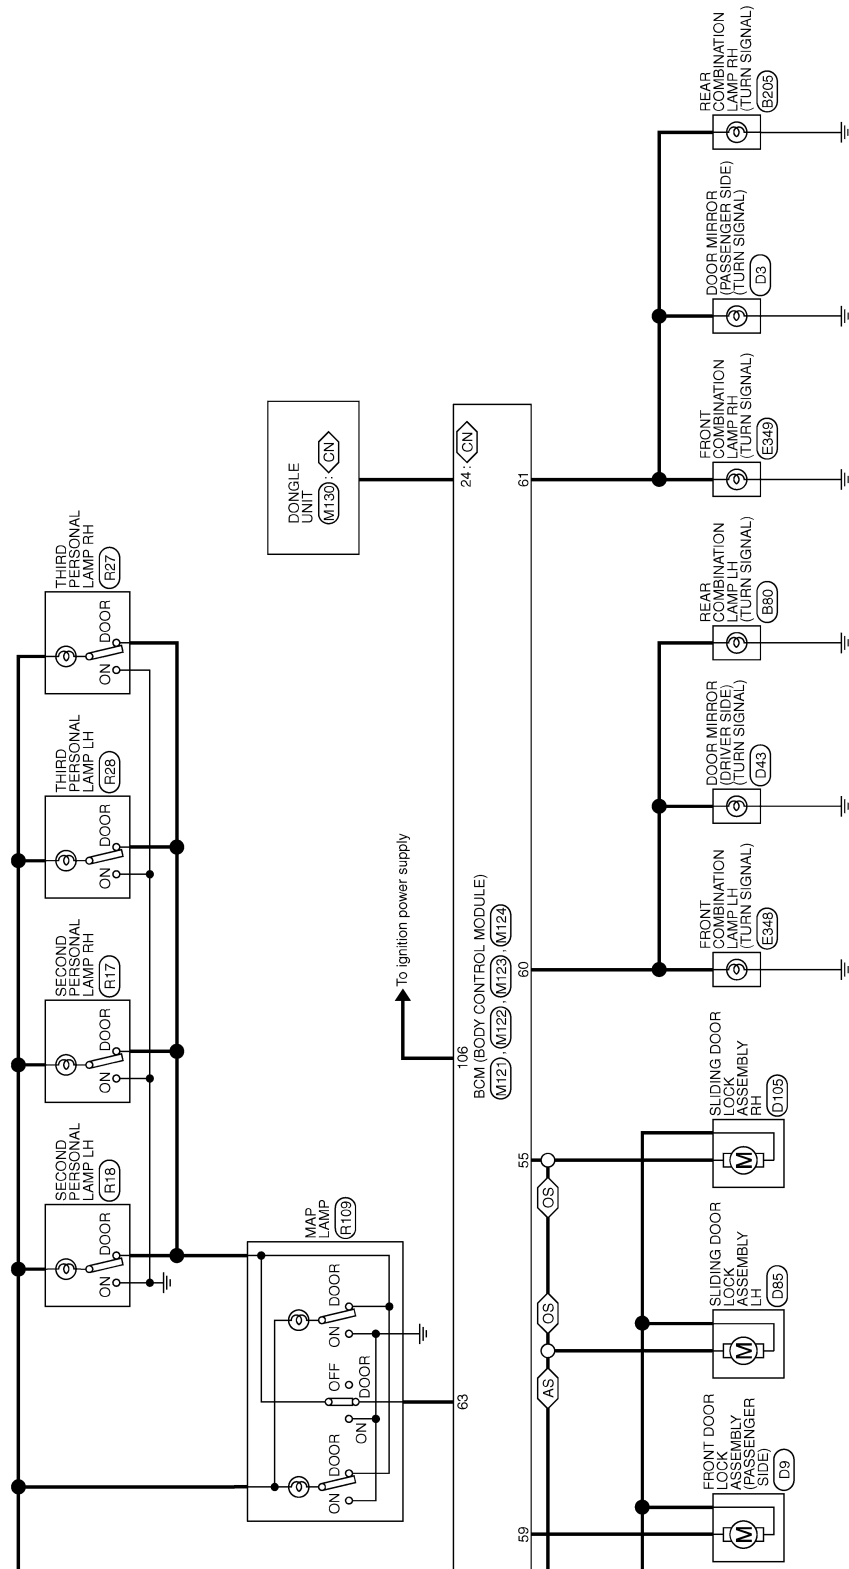 THIRD
PERSONAL
LAMP RH
R27
ON
DOOR
THIRD
PERSONAL
LAMP LH
R28
ON
DOOR
SECOND
PERSONAL
LAMP RH
R17
ON
DOOR
SECOND
PERSONAL
LAMP LH
R18
ON
DOOR
MAP
LAMP
R109
ON
DOOR
ON
OFF
DOOR
ON
DOOR
DONGLE
UNIT
M130 : CN
To ignition power supply
24 : CN
106
63
BCM (BODY CONTROL MODULE)
M121 , M122 , M123 , M124
61
60
55
59
OS
OS
AS
REAR
COMBINATION
LAMP RH
(TURN SIGNAL)
B205
DOOR MIRROR
(PASSENGER SIDE)
(TURN SIGNAL)
D3
FRONT
COMBINATION
LAMP RH
(TURN SIGNAL)
E349
REAR
COMBINATION
LAMP LH
(TURN SIGNAL)
B80
DOOR MIRROR
(DRIVER SIDE)
(TURN SIGNAL)
D43
FRONT
COMBINATION
LAMP LH
(TURN SIGNAL)
E348
SLIDING DOOR
LOCK
ASSEMBLY
RH
D105
M
SLIDING DOOR
LOCK
ASSEMBLY
LH
D85
M
FRONT DOOR
LOCK
ASSEMBLY
(PASSENGER
SIDE)
D9
M